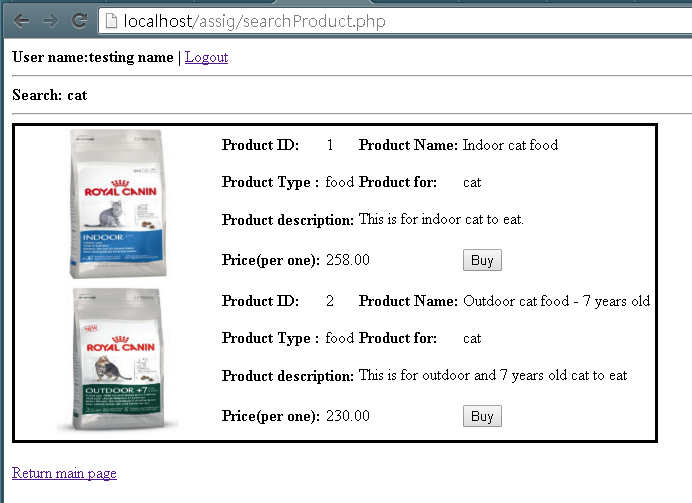 localhost/assig/searchProduct.php
User name:testing name | Logout
Search: cat
Product ID: 1 Product Name: Indoor cat food
Product Type : food Product for: cat
Product description: This is for indoor cat to eat.
Price(per one): 258.00 Buy
ROYAL CANIN
INDOOR
Product ID: 2 Product Name: Outdoor cat food - 7 years old
Product Type : food Product for: cat
Product description: This is for outdoor and 7 years old cat to eat
Price(per one): 230.00 Buy
NEW
ROYAL CANIN
OUTDOOR +7
Return main page